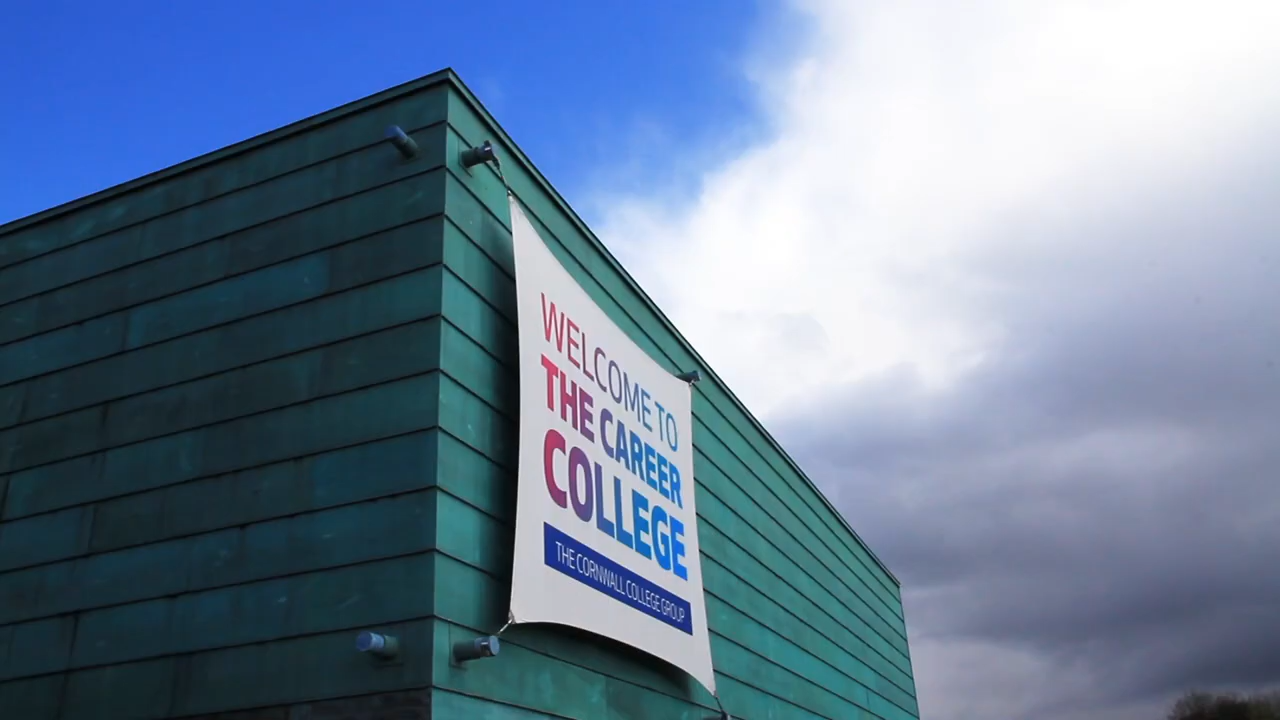 WELCOME TO
THE CAREER
COLLEGE
THE CORNWALL COLLEGE GROUP